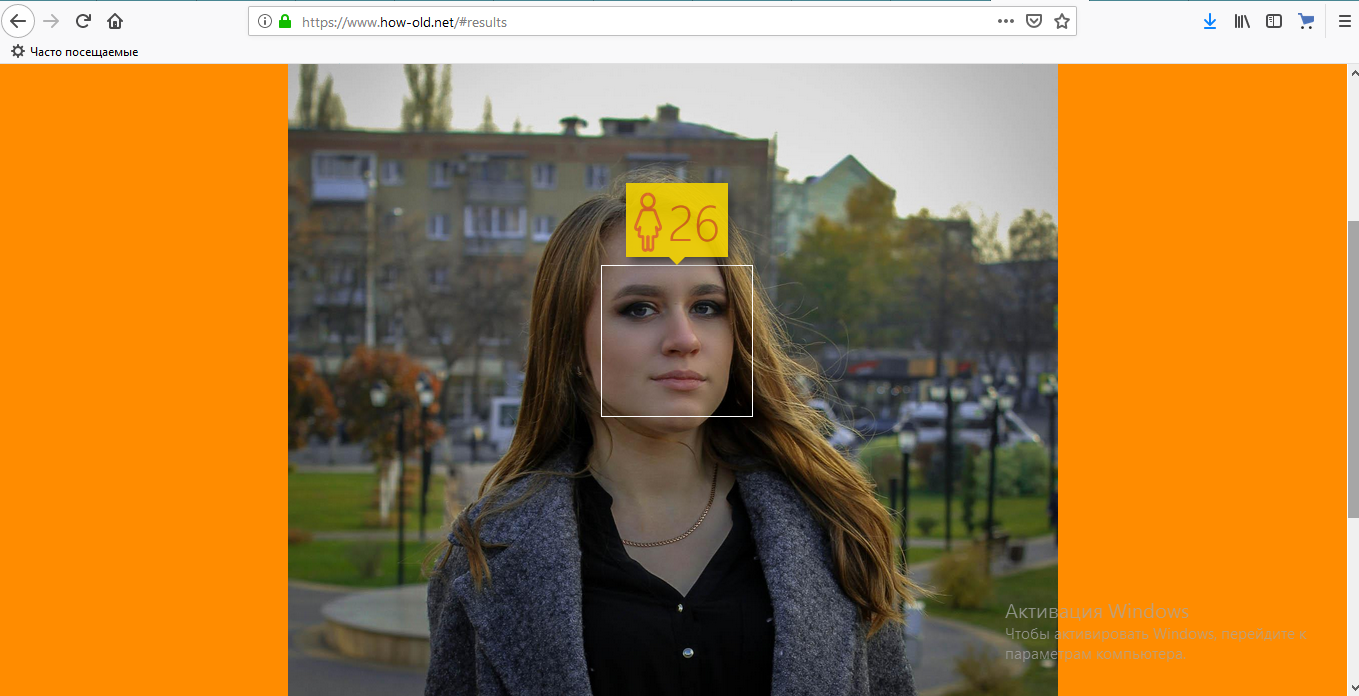 https://www.how-old.net/#results
Часто посещаемые
26
Активация Windows
Чтобы активировать Windows, перейдите к
параметрам компьютера.